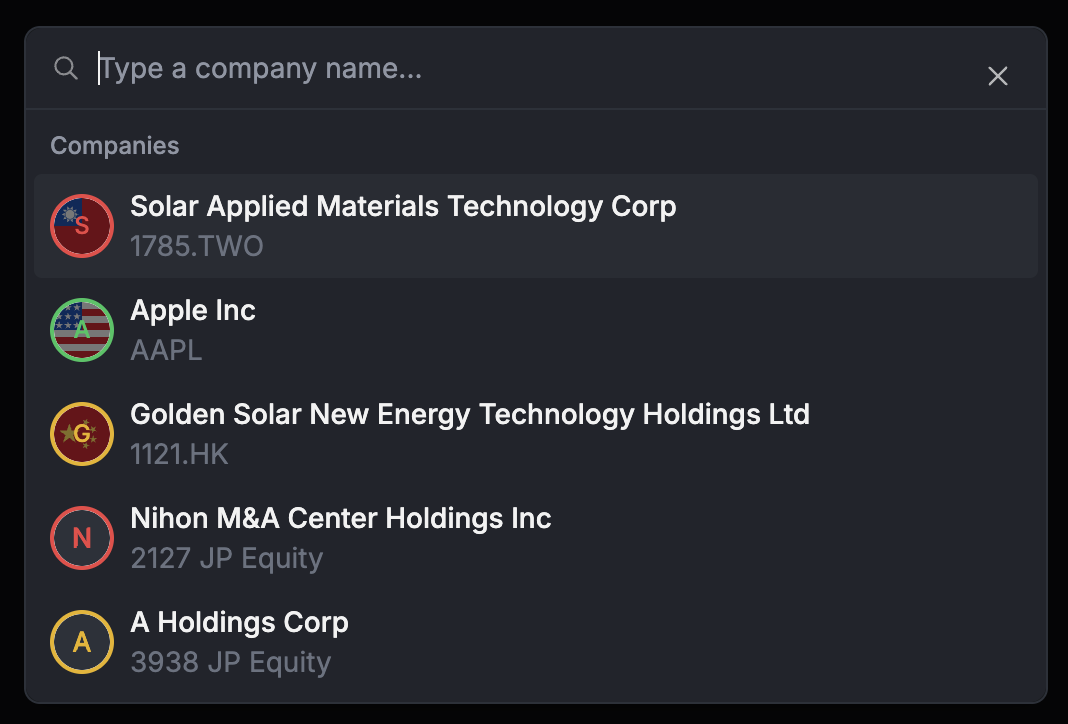 Type a company name...
Companies
S
Solar Applied Materials Technology Corp
1785.TWO
A
Apple Inc
AAPL
G
Golden Solar New Energy Technology Holdings Ltd
1121.HK
N
Nihon M&A Center Holdings Inc
2127 JP Equity
A
A Holdings Corp
3938 JP Equity